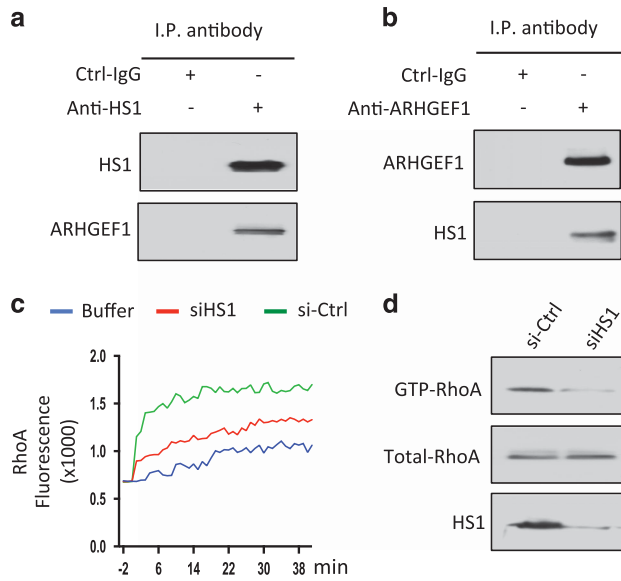 a
I.P. antibody
Ctrl-IgG + -
Anti-HS1 - +
HS1
ARHGEF1
b
I.P. antibody
Ctrl-IgG + -
Anti-ARHGEF1 - +
ARHGEF1
HS1
c
Buffer siHS1 si-Ctrl
RhoA
Fluorescence
(x1000)
2.0
1.5
1.0
0.5
0.0
-2 6 14 22 30 38 min
d
si-Ctrl siHS1
GTP-RhoA
Total-RhoA
HS1